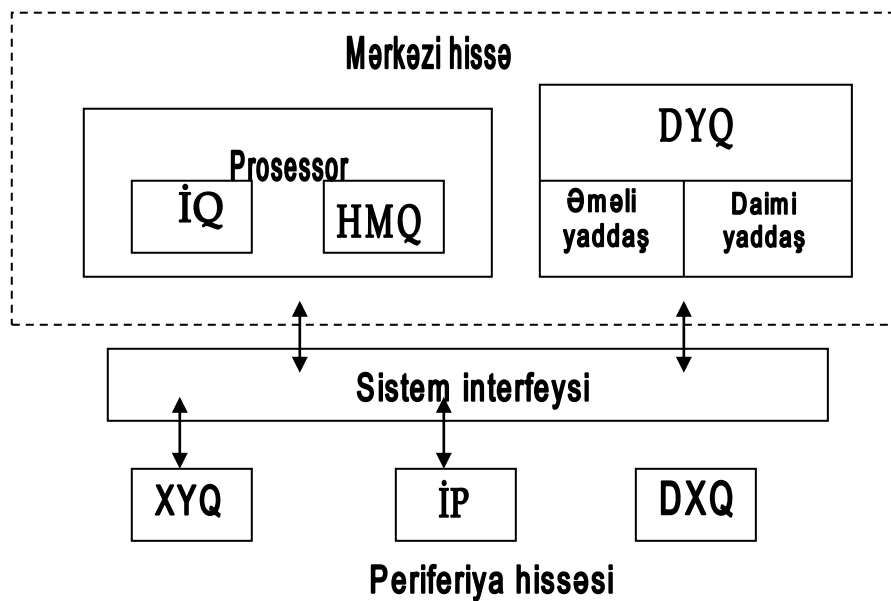 Mərkəzi hissə
Prosessor
İQ
HMQ
DYQ
Əməli
yaddaş
Daimi
yaddaş
Sistem interfeysi
XYQ
İP
DXQ
Periferiya hissəsi